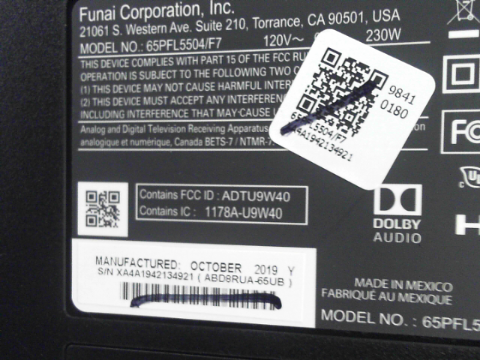 Funai Corporation, Inc.
21061 S. Western Ave. Suite 210, Torrance, CA 90501, USA
MODEL NO : 65PFL5504/F7 120V~ 230W
THIS DEVICE COMPLIES WITH PART 15 OF THE FCC
OPERATION IS SUBJECT TO THE FOLLOWING TWO
(1) THIS DEVICE MAY NOT CAUSE HARMFUL
(2) THIS DEVICE MUST ACCEPT ANY
INCLUDING INTERFERENCE THAT MAY CAUSE
Analog and Digital Television Receiving Apparatus
analogique et numérique, Canada BETS-7 / NTMR-
9841
0180
XA4A1942134921
Contains FCC ID : ADTU9W40
Contains IC : 1178A-U9W40
DOLBY
AUDIO
FC
MANUFACTURED: OCTOBER 2019 Y
S/N XA4A1942134921 ( ABD8RUA-65UB )
MADE IN MEXICO
FABRIQUÉ AU MEXIQUE
MODEL NO. : 65PFL5